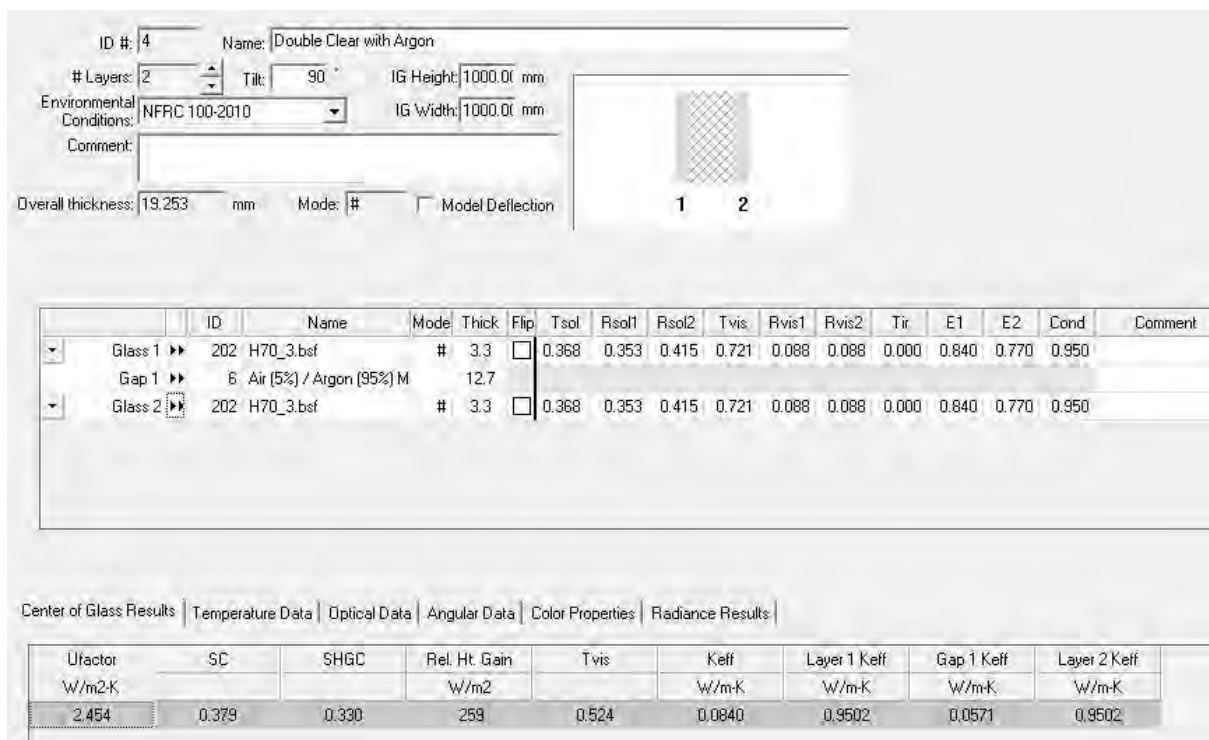 ID #: 4 Name: Double Clear with Argon
# Layers: 2 Tilt: 90 ° IG Height: 1000.0( mm
Environmental Conditions: NFRC 100-2010 IG Width: 1000.0( mm
Comment:
Overall thickness: 19.253 mm Mode: # Model Deflection
1 2
ID Name Mode Thick Flip Tsol Rsol1 Rsol2 Tvis Rvis1 Rvis2 Tir E1 E2 Cond Comment
Glass 1 202 H70_3.bsf # 3.3 0.368 0.353 0.415 0.721 0.088 0.088 0.000 0.840 0.770 0.950
Gap 1 6 Air (5%) / Argon (95%) M 12.7
Glass 2 202 H70_3.bsf # 3.3 0.368 0.353 0.415 0.721 0.088 0.088 0.000 0.840 0.770 0.950
Center of Glass Results Temperature Data Optical Data Angular Data Color Properties Radiance Results
Ufactor SC SHGC Rel. Ht. Gain Tvis Keff Layer 1 Keff Gap 1 Keff Layer 2 Keff
W/m2-K W/m2 W/m-K W/m-K W/m-K W/m-K
2.454 0.379 0.330 259 0.524 0.0840 0.9502 0.0571 0.9502